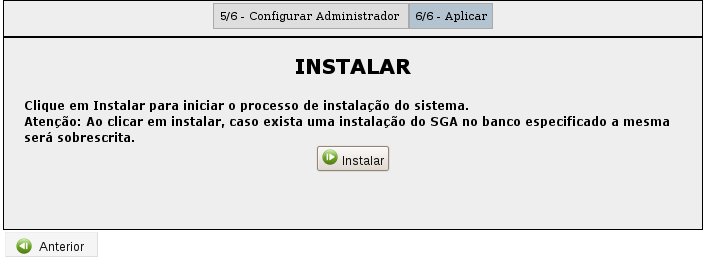 5/6 - Configurar Administrador 6/6 - Aplicar
INSTALAR
Clique em Instalar para iniciar o processo de instalação do sistema.
Atenção: Ao clicar em instalar, caso exista uma instalação do SGA no banco especificado a mesma
será sobrescrita.
Instalar
Anterior